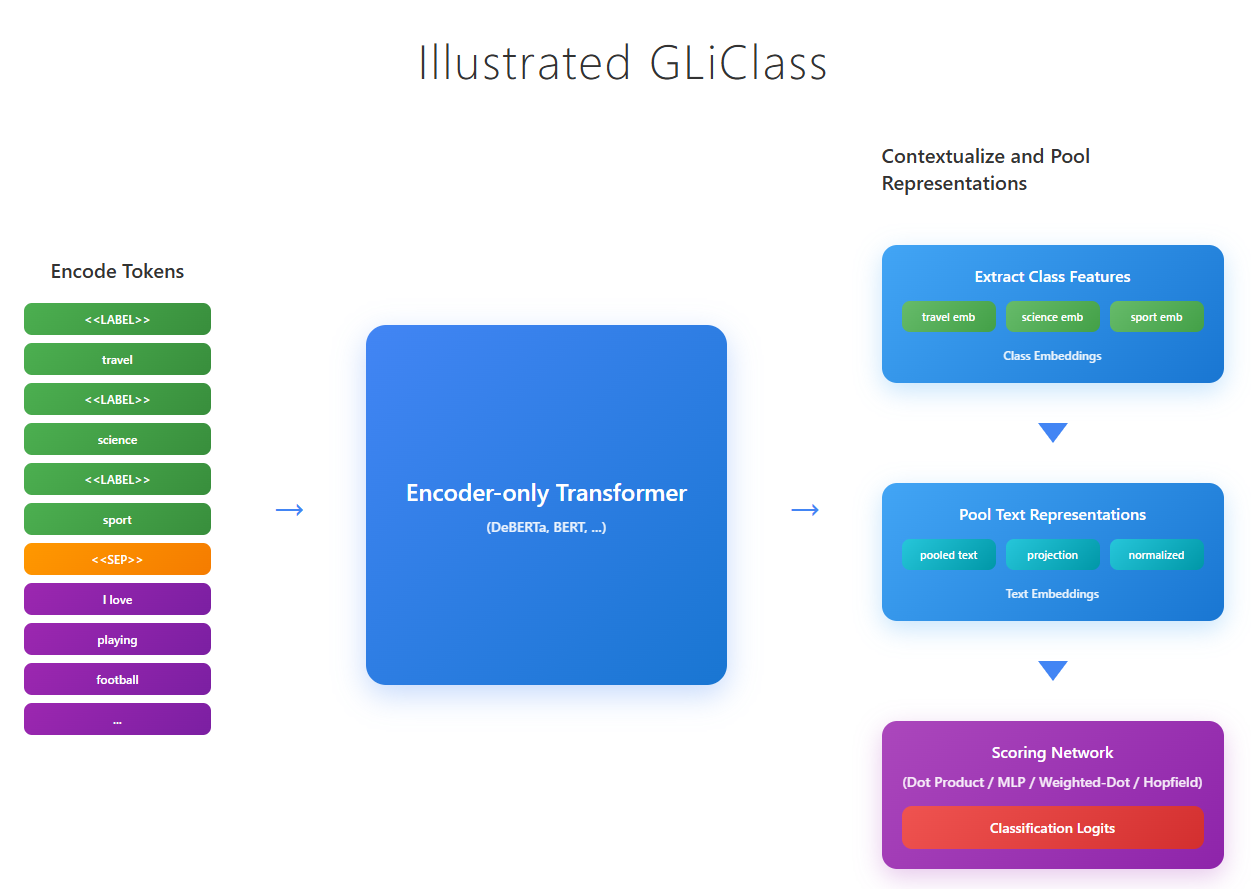 Illustrated GLiClass
Encode Tokens
<<LABEL>>
travel
<<LABEL>>
science
<<LABEL>>
sport
<<SEP>>
I love
playing
football
...
→
Encoder-only Transformer
(DeBERTa, BERT, ...)
→
Contextualize and Pool
Representations
Extract Class Features
travel emb science emb sport emb
Class Embeddings
Pool Text Representations
pooled text projection normalized
Text Embeddings
Scoring Network
(Dot Product / MLP / Weighted-Dot / Hopfield)
Classification Logits